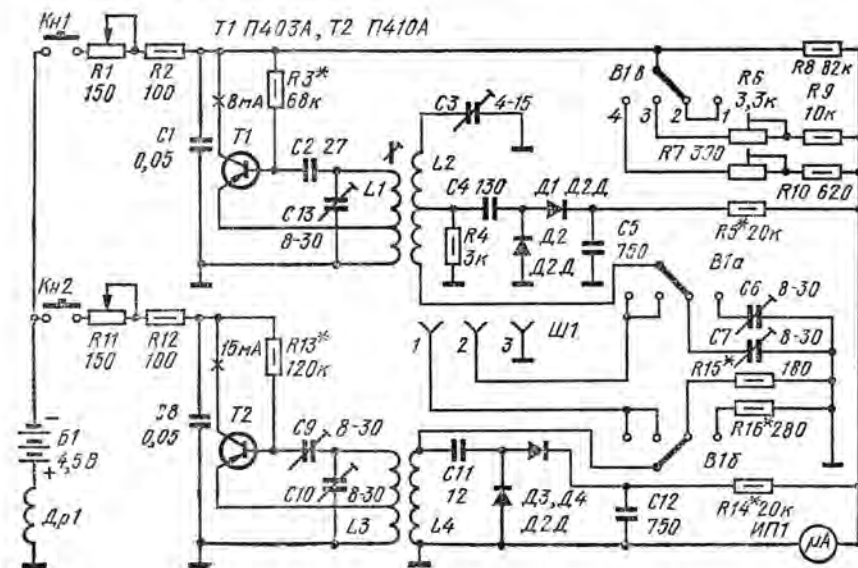 Кн1
T1 П403А, T2 П410А
R1
150
R2
100
8мА
R3*
68к
C3
4-15
В1в
R8 82к
R6
3,3к
R9
10к
4
3
2
1
C1
0,05
T1
C2 27
L1
L2
C4 130
Д1 Д2Д
R7 330
R10 620
C13
8-30
R4
3к
Д2
Д2Д
C5
750
R5* 20к
В1а
Кн2
R11
150
R12
100
15мА
R13*
120к
1
2
3
Ш1
C6
8-30
C7
8-30
R15*
180
R16* 280
C8
0,05
T2
C9
8-30
Б1
4,5В
C10
8-30
C11
12
В1б
Др1
L3
L4
Д3, Д4
Д2Д
C12
750
R14* 20к
ИП1
μА